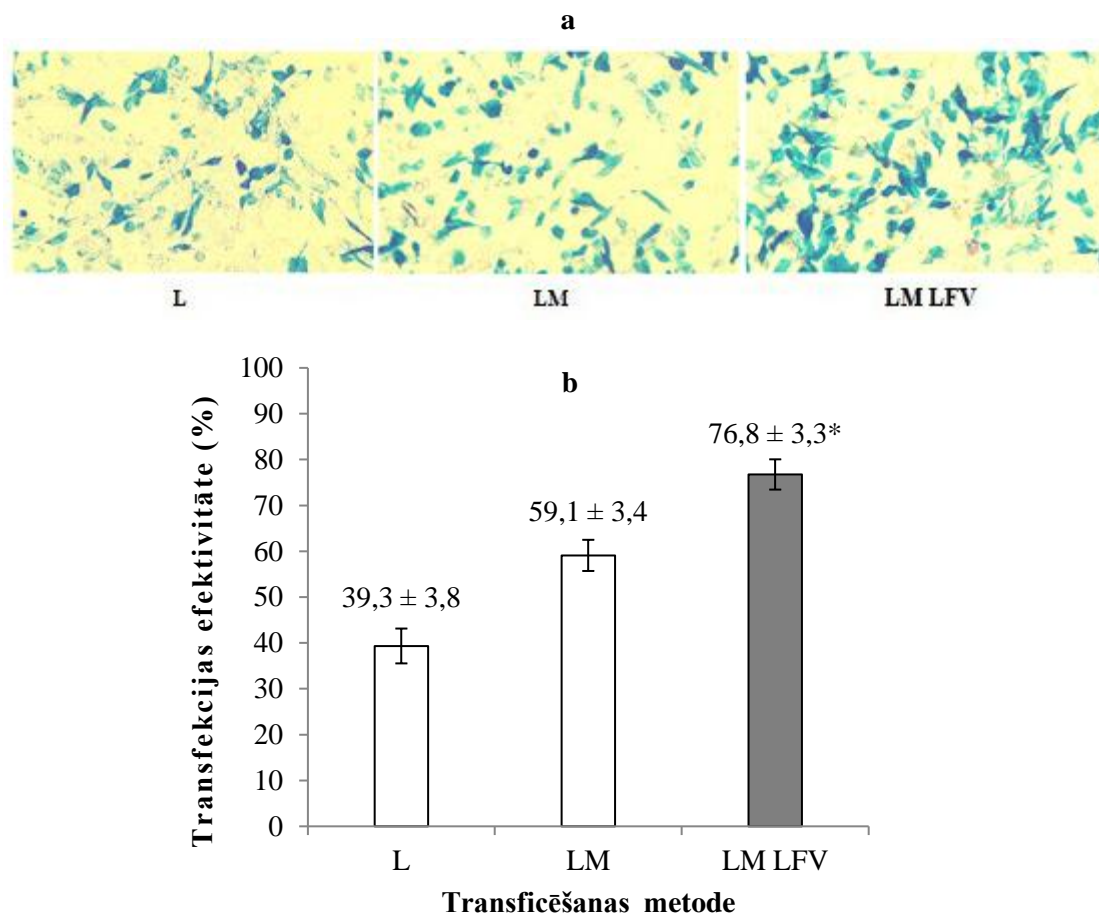 a
L
LM
LM LFV
b
Transfekcijas efektivitāte (%)
100
90
80
70
60
50
40
30
20
10
0
39,3 ± 3,8
59,1 ± 3,4
76,8 ± 3,3*
L
LM
LM LFV
Transficēšanas metode